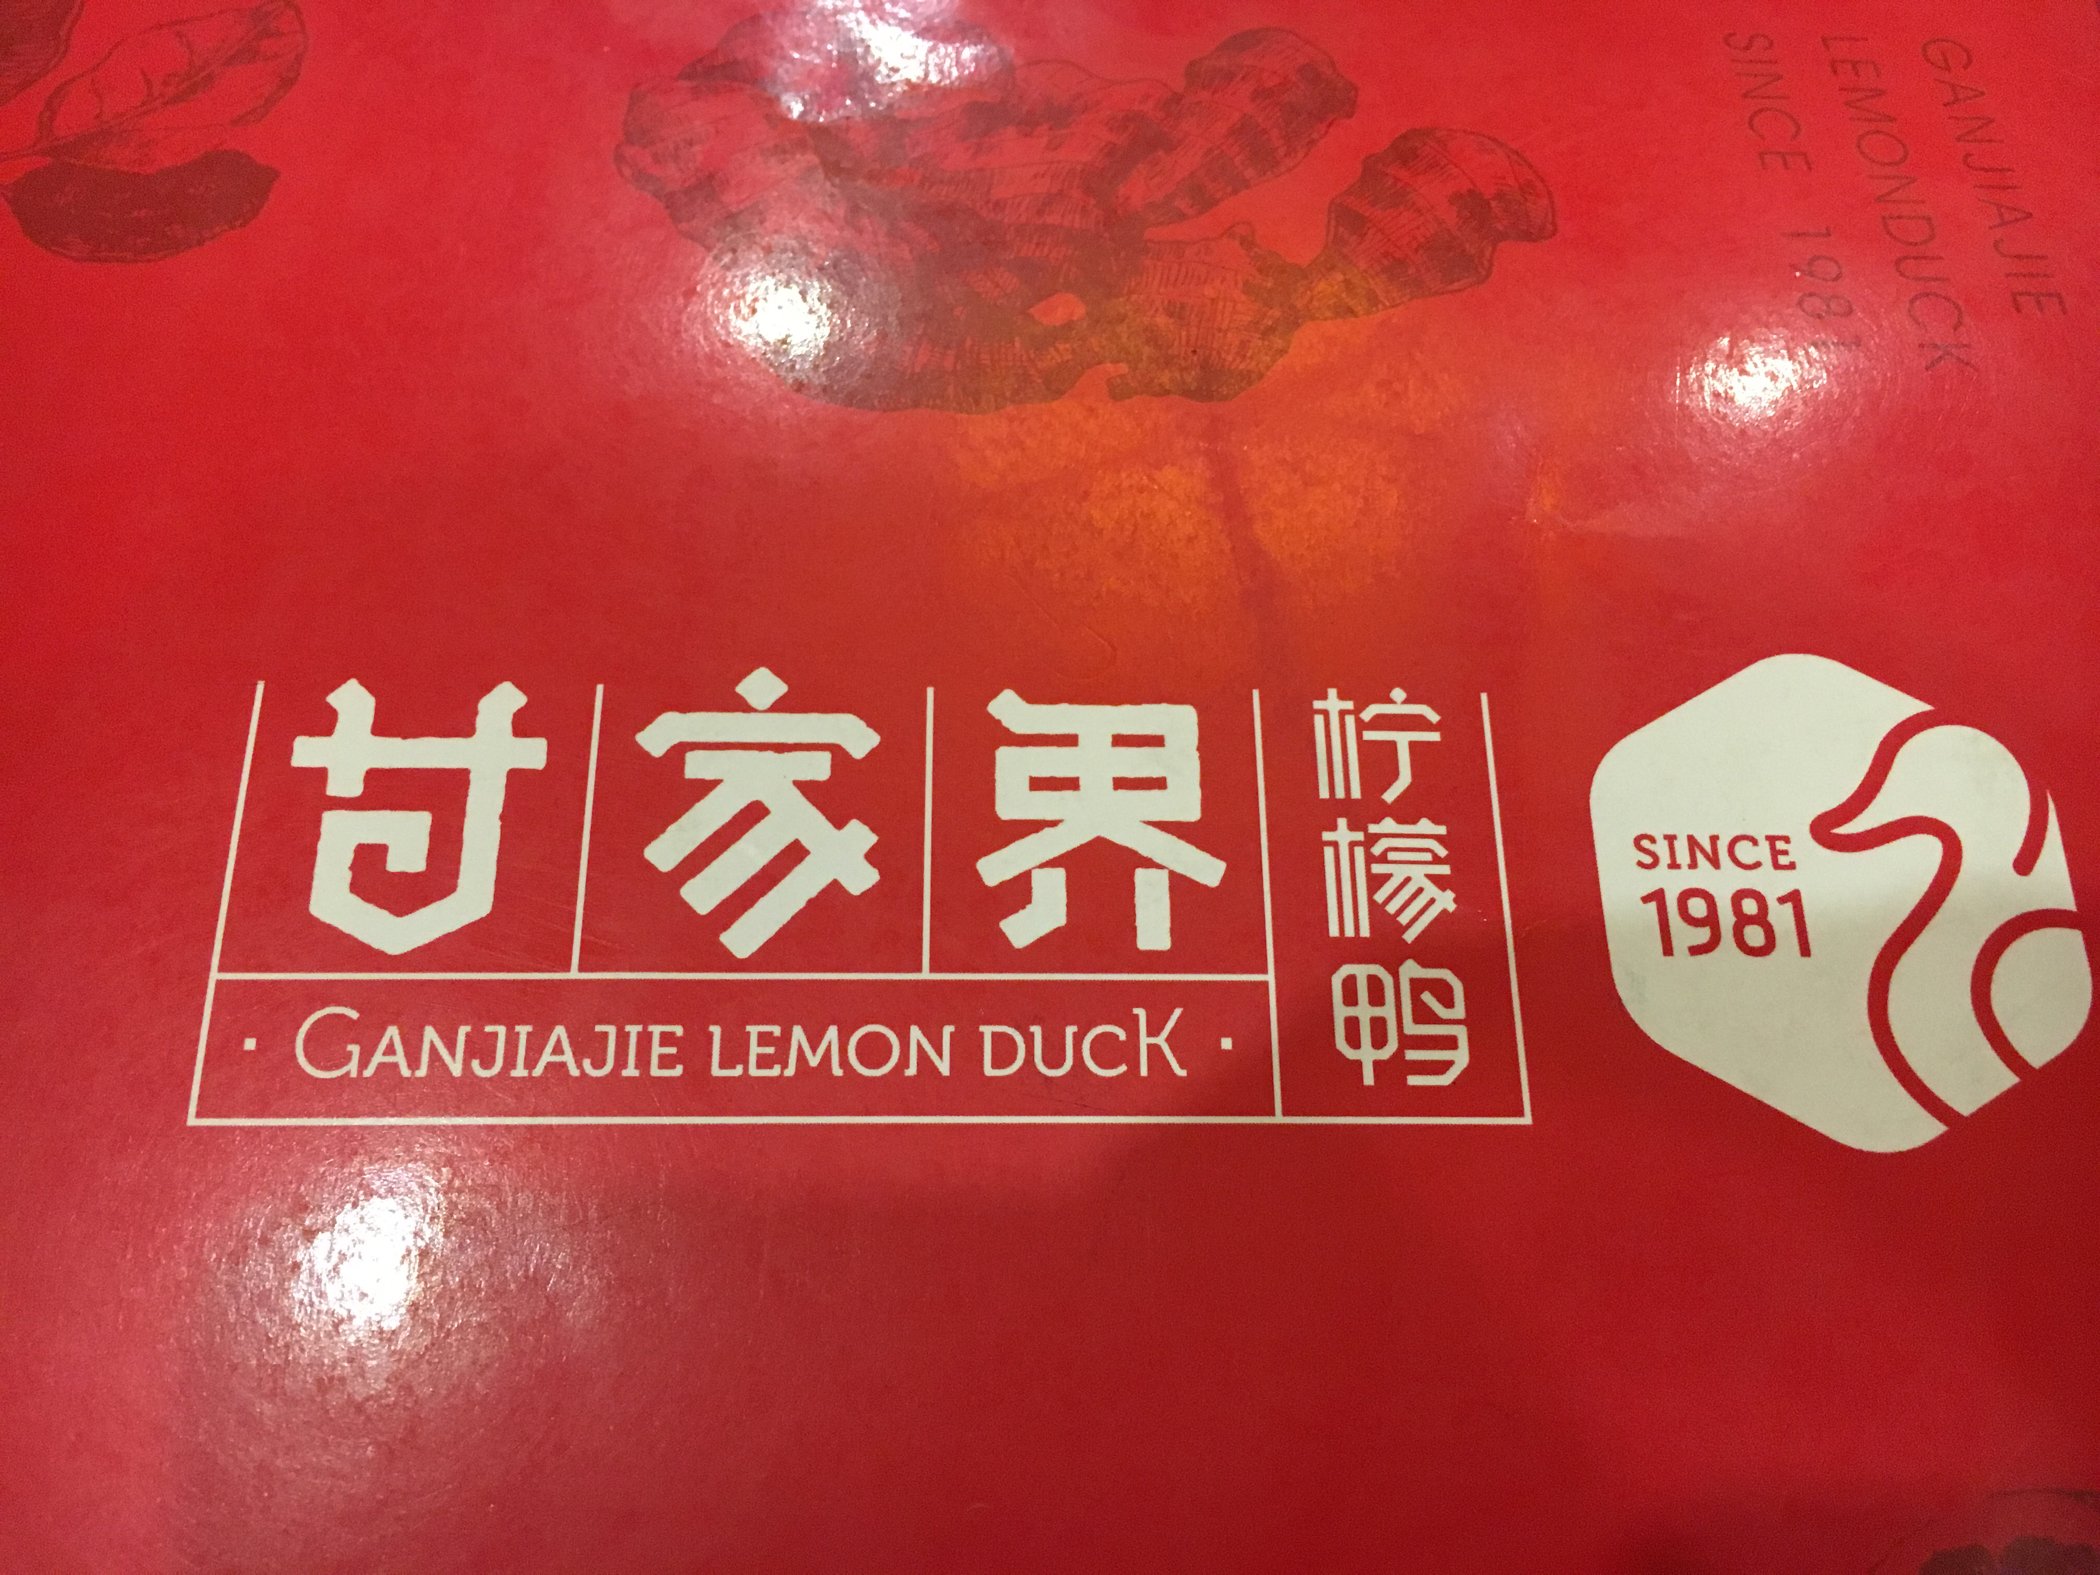 GANJIAJIE
LEMONDUCK
SINCE 1981
甘家界
柠檬鸭
· GANJIAJIE LEMON DUCK ·
SINCE
1981